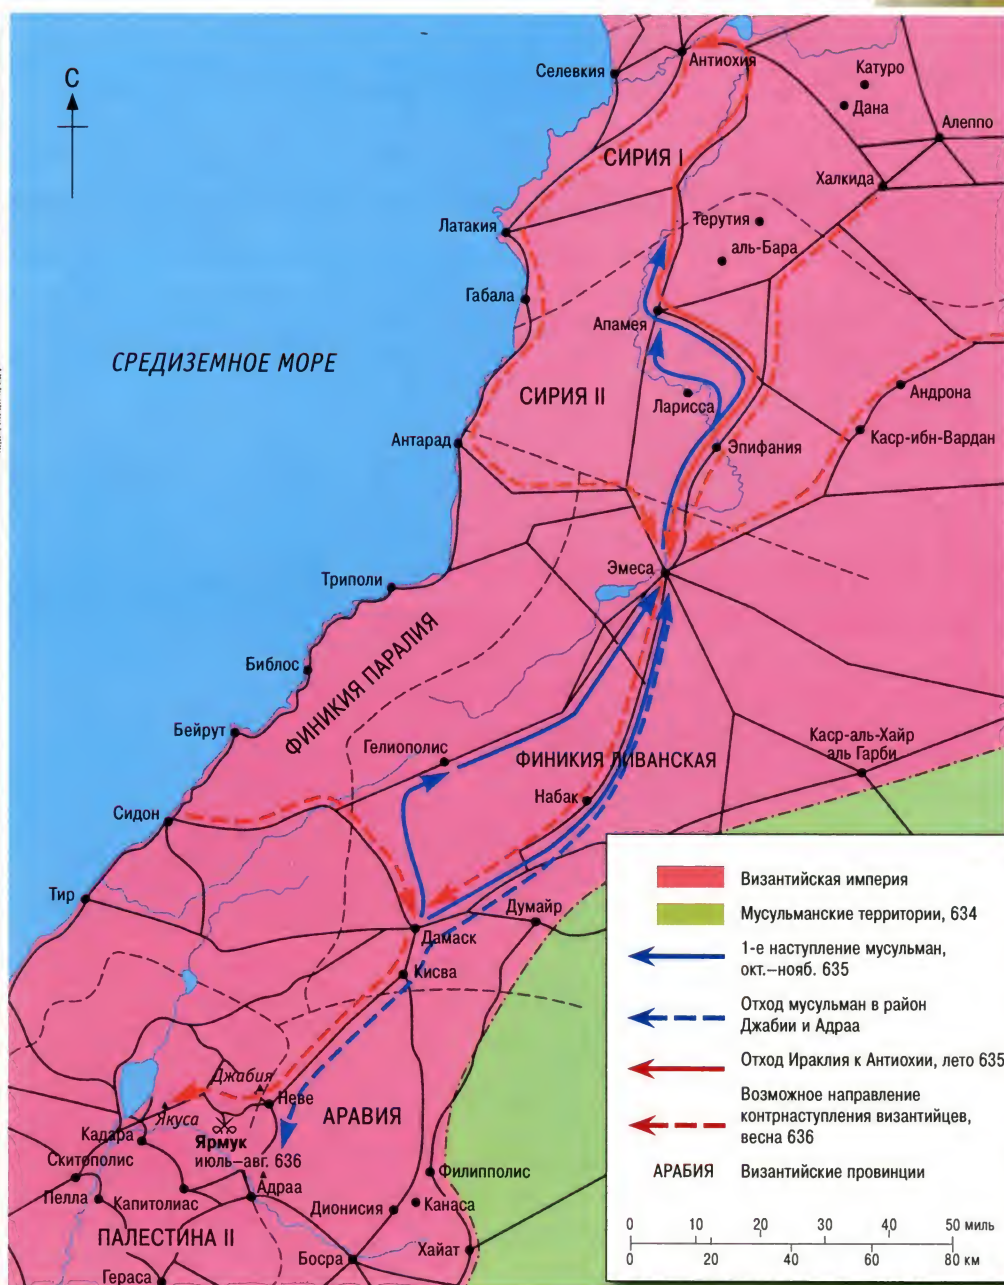 С
Антиохия
Селевкия
Катуро
Дана
Алеппо
СИРИЯ I
Халкида
Латакия
Терутия
аль-Бара
Габала
Апамея
СРЕДИЗЕМНОЕ МОРЕ
СИРИЯ II
Ларисса
Андрона
Антарад
Эпифания
Каср-ибн-Вардан
Эмеса
Триполи
ФИНИКИЯ ПАРАЛИЯ
Библос
Бейрут
Гелиополис
ФИНИКИЯ ЛИВАНСКАЯ
Каср-аль-Хайр
аль Гарби
Набак
Сидон
Тир
Думайр
Дамаск
Кисва
Джабия
Неве
Якуса
АРАВИЯ
Кадара
Ярмук
июль–авг. 636
Скитополис
Адраа
Филипполис
Пелла
Капитолиас
Дионисия
Канаса
ПАЛЕСТИНА II
Босра
Хайат
Гераса
Византийская империя
Мусульманские территории, 634
1-е наступление мусульман,
окт.–нояб. 635
Отход мусульман в район
Джабии и Адраа
Отход Ираклия к Антиохии, лето 635
Возможное направление
контрнаступления византийцев,
весна 636
АРАБИЯ Византийские провинции
0 10 20 30 40 50 миль
0 20 40 60 80 км